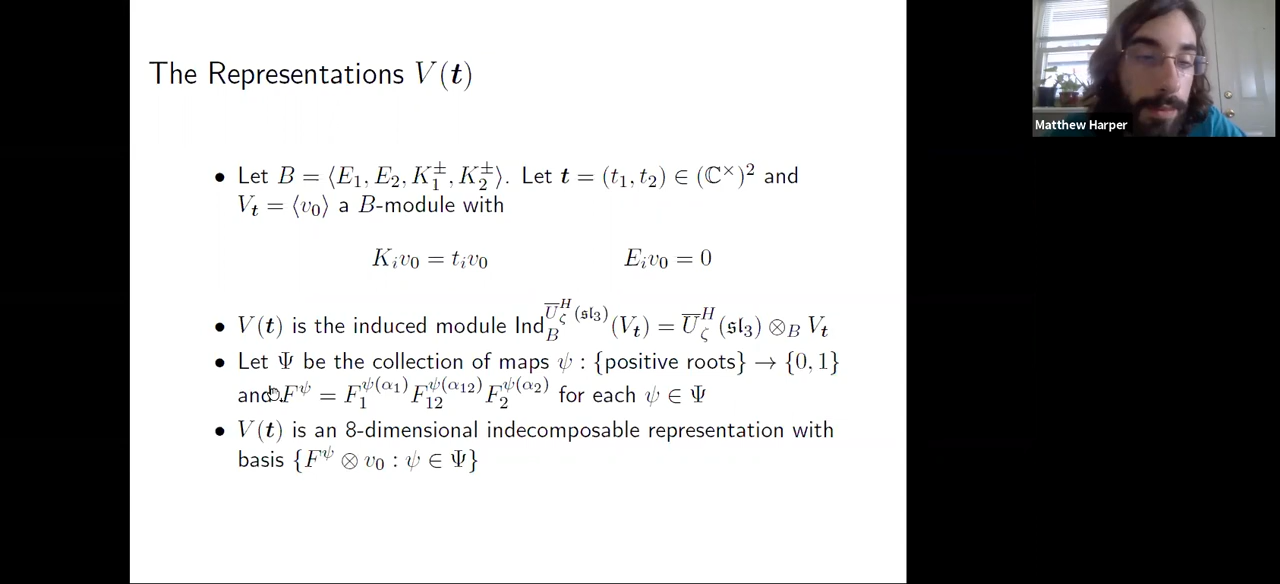 The Representations V(t)
Matthew Harper
• Let B = ⟨E₁, E₂, K₁^±, K₂^±⟩. Let t = (t₁, t₂) ∈ (ℂ^×)² and
V_t = ⟨v₀⟩ a B-module with
K_i v₀ = t_i v₀ E_i v₀ = 0
• V(t) is the induced module Ind_B^{U̅_ζ^H(𝔰𝔩₃)}(V_t) = U̅_ζ^H(𝔰𝔩₃) ⊗_B V_t
• Let Ψ be the collection of maps ψ : {positive roots} → {0, 1}
and F^ψ = F₁^{ψ(α₁)} F₁₂^{ψ(α₁₂)} F₂^{ψ(α₂)} for each ψ ∈ Ψ
• V(t) is an 8-dimensional indecomposable representation with
basis {F^ψ ⊗ v₀ : ψ ∈ Ψ}